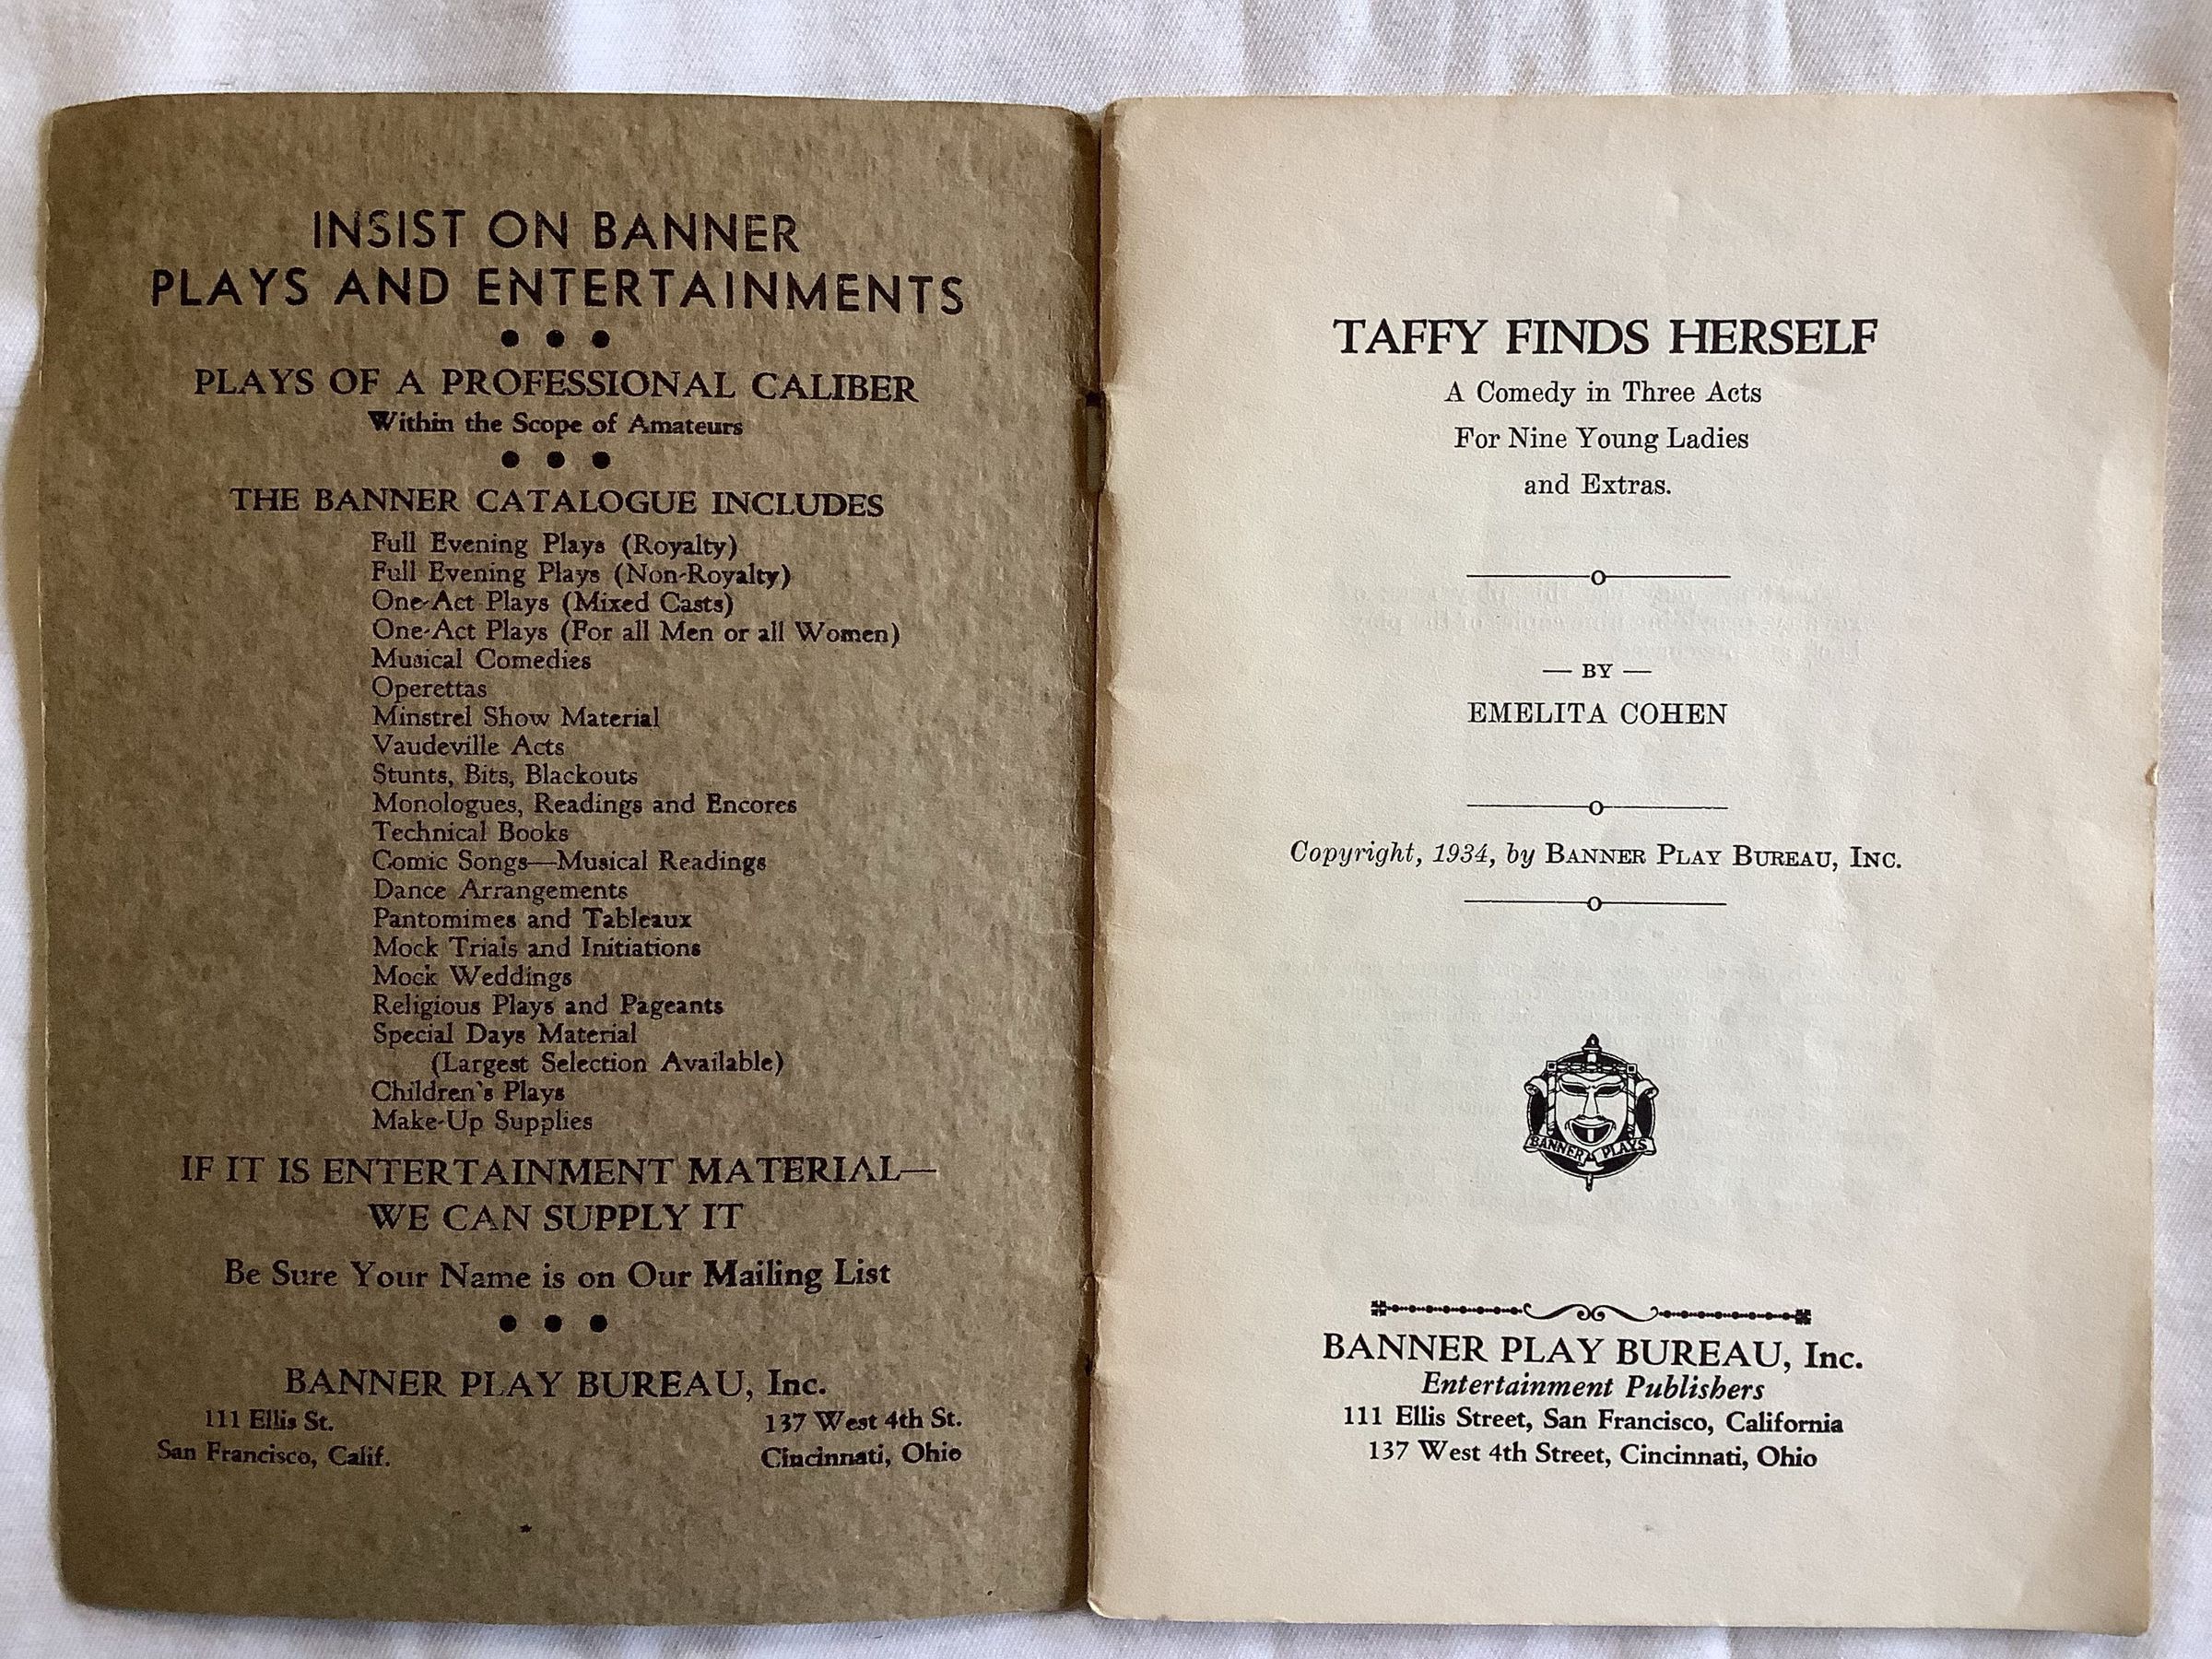 INSIST ON BANNER
PLAYS AND ENTERTAINMENTS
PLAYS OF A PROFESSIONAL CALIBER
Within the Scope of Amateurs
THE BANNER CATALOGUE INCLUDES
Full Evening Plays (Royalty)
Full Evening Plays (Non-Royalty)
One-Act Plays (Mixed Casts)
One-Act Plays (For all Men or all Women)
Musical Comedies
Operettas
Minstrel Show Material
Vaudeville Acts
Stunts, Bits, Blackouts
Monologues, Readings and Encores
Technical Books
Comic Songs—Musical Readings
Dance Arrangements
Pantomimes and Tableaux
Mock Trials and Initiations
Mock Weddings
Religious Plays and Pageants
Special Days Material
(Largest Selection Available)
Children's Plays
Make-Up Supplies
IF IT IS ENTERTAINMENT MATERIAL—
WE CAN SUPPLY IT
Be Sure Your Name is on Our Mailing List
BANNER PLAY BUREAU, Inc.
111 Ellis St.
San Francisco, Calif.
137 West 4th St.
Cincinnati, Ohio
TAFFY FINDS HERSELF
A Comedy in Three Acts
For Nine Young Ladies
and Extras.
— BY —
EMELITA COHEN
Copyright, 1934, by BANNER PLAY BUREAU, INC.
BANNER PLAYS
BANNER PLAY BUREAU, Inc.
Entertainment Publishers
111 Ellis Street, San Francisco, California
137 West 4th Street, Cincinnati, Ohio